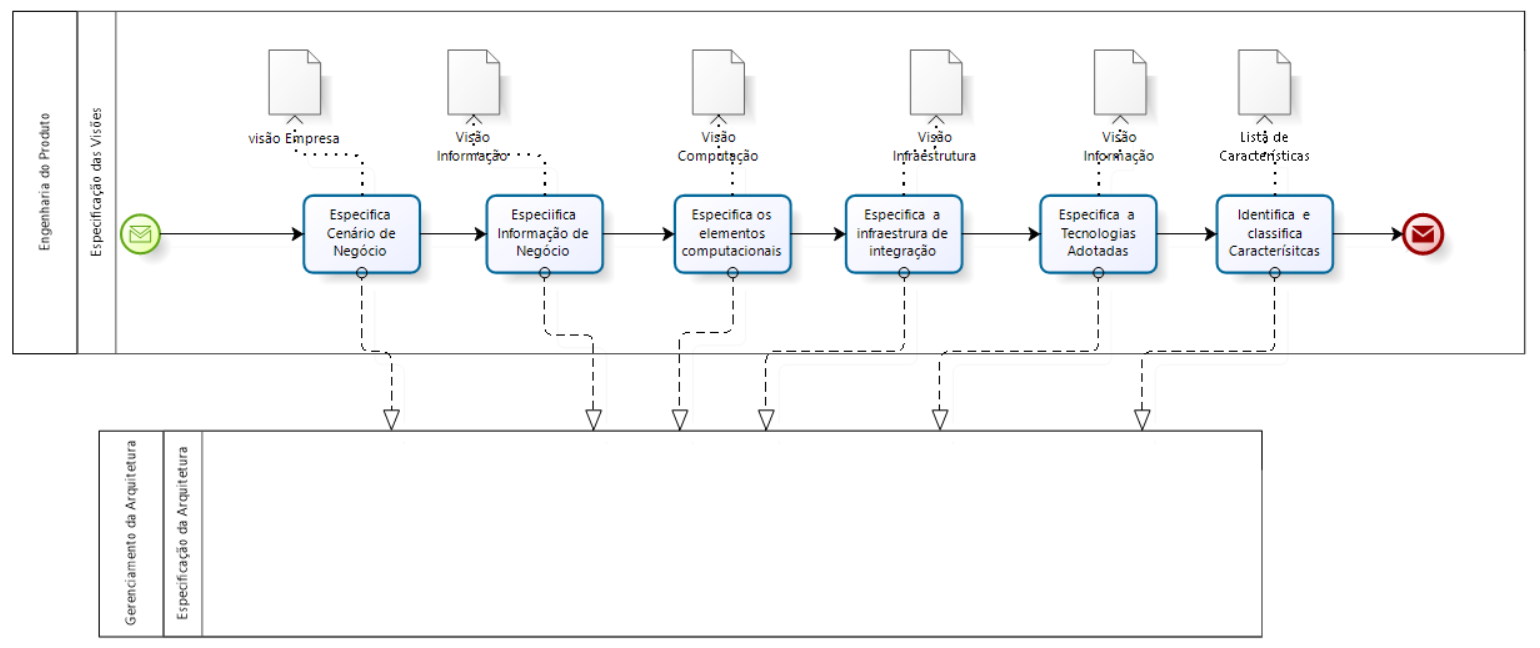 Engenharia do Produto
Especificação das Visões
visão Empresa
Visão
Informação
Visão
Computação
Visão
Infraestrutura
Visão
Informação
Lista de
Características
Especifica
Cenário de
Negócio
Especiifica
Informação de
Negócio
Especifica os
elementos
computacionais
Especifica a
infraestrura de
integração
Especifica a
Tecnologias
Adotadas
Identifica e
classifica
Caracterísitcas
Gerenciamento da Arquitetura
Especificação da Arquitetura